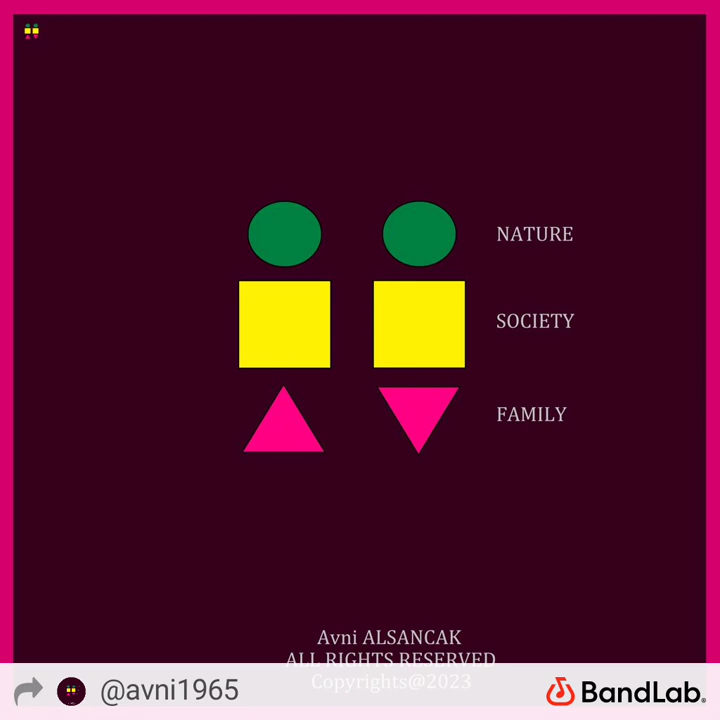 NATURE
SOCIETY
FAMILY
Avni ALSANCAK
ALL RIGHTS RESERVED
Copyrights@2023
@avni1965
BandLab.